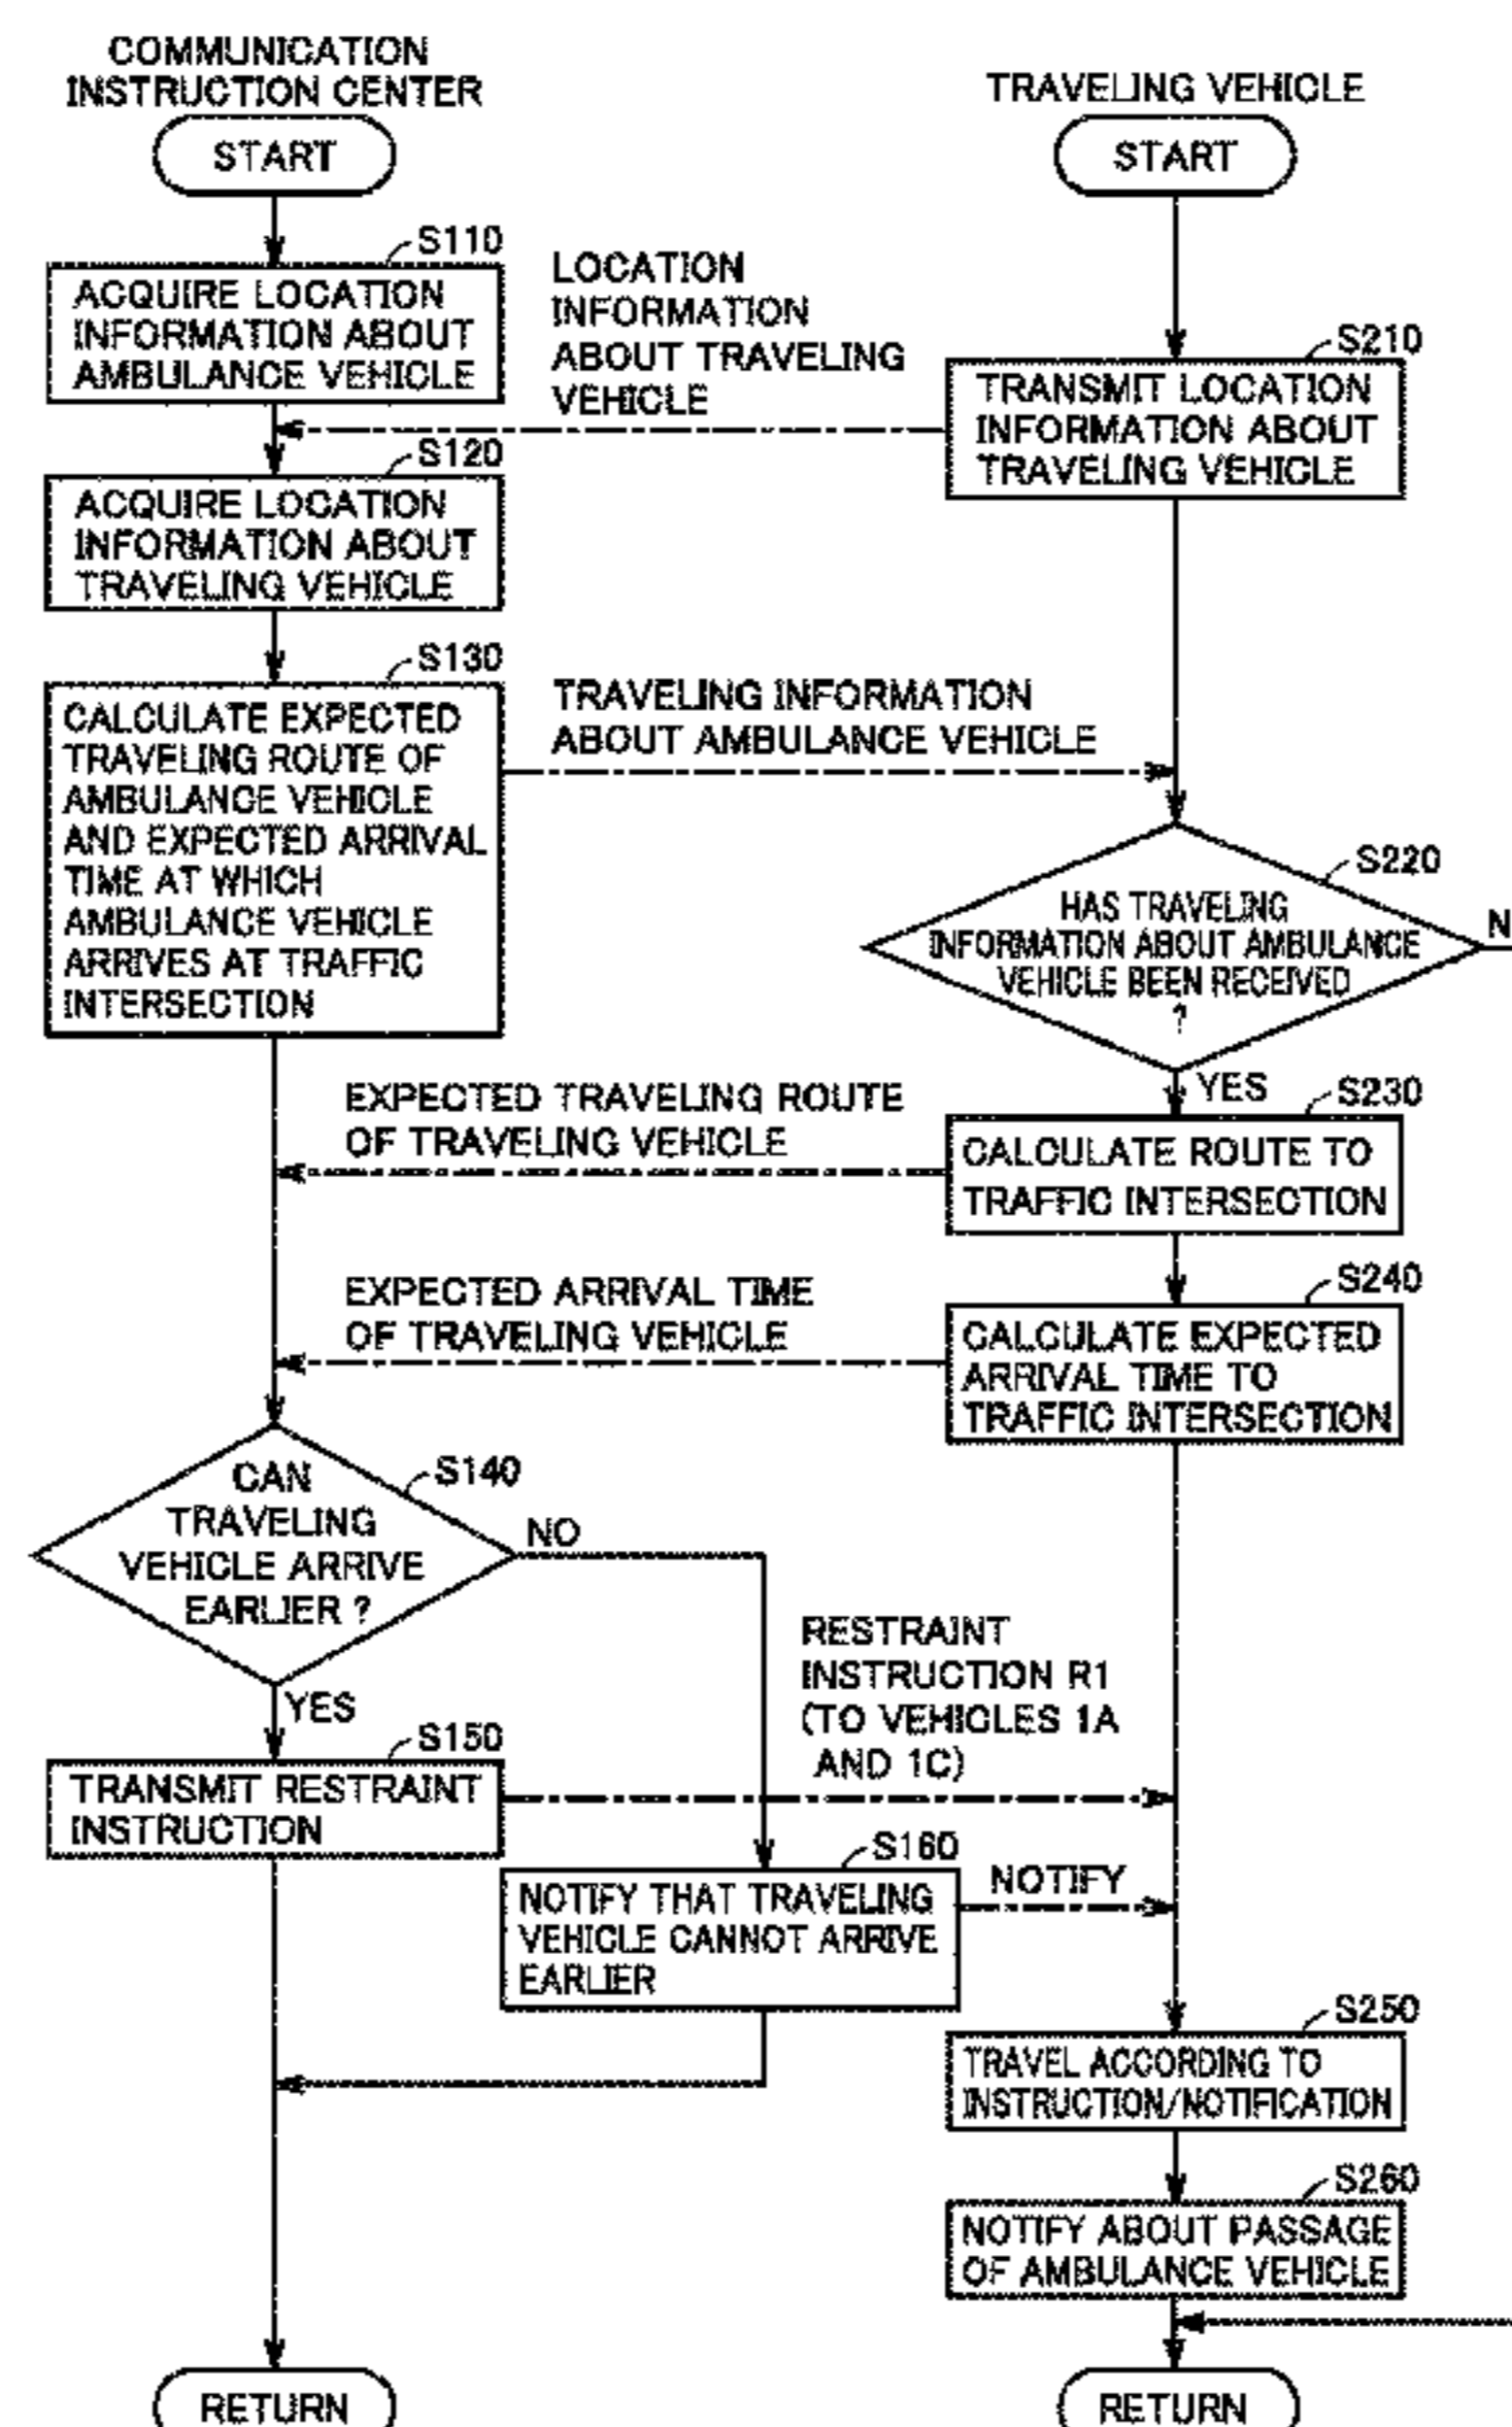 COMMUNICATION
INSTRUCTION CENTER
START
S110
ACQUIRE LOCATION
INFORMATION ABOUT
AMBULANCE VEHICLE
LOCATION
INFORMATION
ABOUT TRAVELING
VEHICLE
S120
ACQUIRE LOCATION
INFORMATION ABOUT
TRAVELING VEHICLE
S130
CALCULATE EXPECTED
TRAVELING ROUTE OF
AMBULANCE VEHICLE
AND EXPECTED ARRIVAL
TIME AT WHICH
AMBULANCE VEHICLE
ARRIVES AT TRAFFIC
INTERSECTION
TRAVELING INFORMATION
ABOUT AMBULANCE VEHICLE
EXPECTED TRAVELING ROUTE
OF TRAVELING VEHICLE
EXPECTED ARRIVAL TIME
OF TRAVELING VEHICLE
S140
CAN
TRAVELING
VEHICLE ARRIVE
EARLIER ?
NO
YES
S150
TRANSMIT RESTRAINT
INSTRUCTION
RESTRAINT
INSTRUCTION R1
(TO VEHICLES 1A
AND 1C)
S160
NOTIFY THAT TRAVELING
VEHICLE CANNOT ARRIVE
EARLIER
NOTIFY
RETURN
TRAVELING VEHICLE
START
S210
TRANSMIT LOCATION
INFORMATION ABOUT
TRAVELING VEHICLE
S220
HAS TRAVELING
INFORMATION ABOUT AMBULANCE
VEHICLE BEEN RECEIVED
?
N
YES
S230
CALCULATE ROUTE TO
TRAFFIC INTERSECTION
S240
CALCULATE EXPECTED
ARRIVAL TIME TO
TRAFFIC INTERSECTION
S250
TRAVEL ACCORDING TO
INSTRUCTION/NOTIFICATION
S260
NOTIFY ABOUT PASSAGE
OF AMBULANCE VEHICLE
RETURN